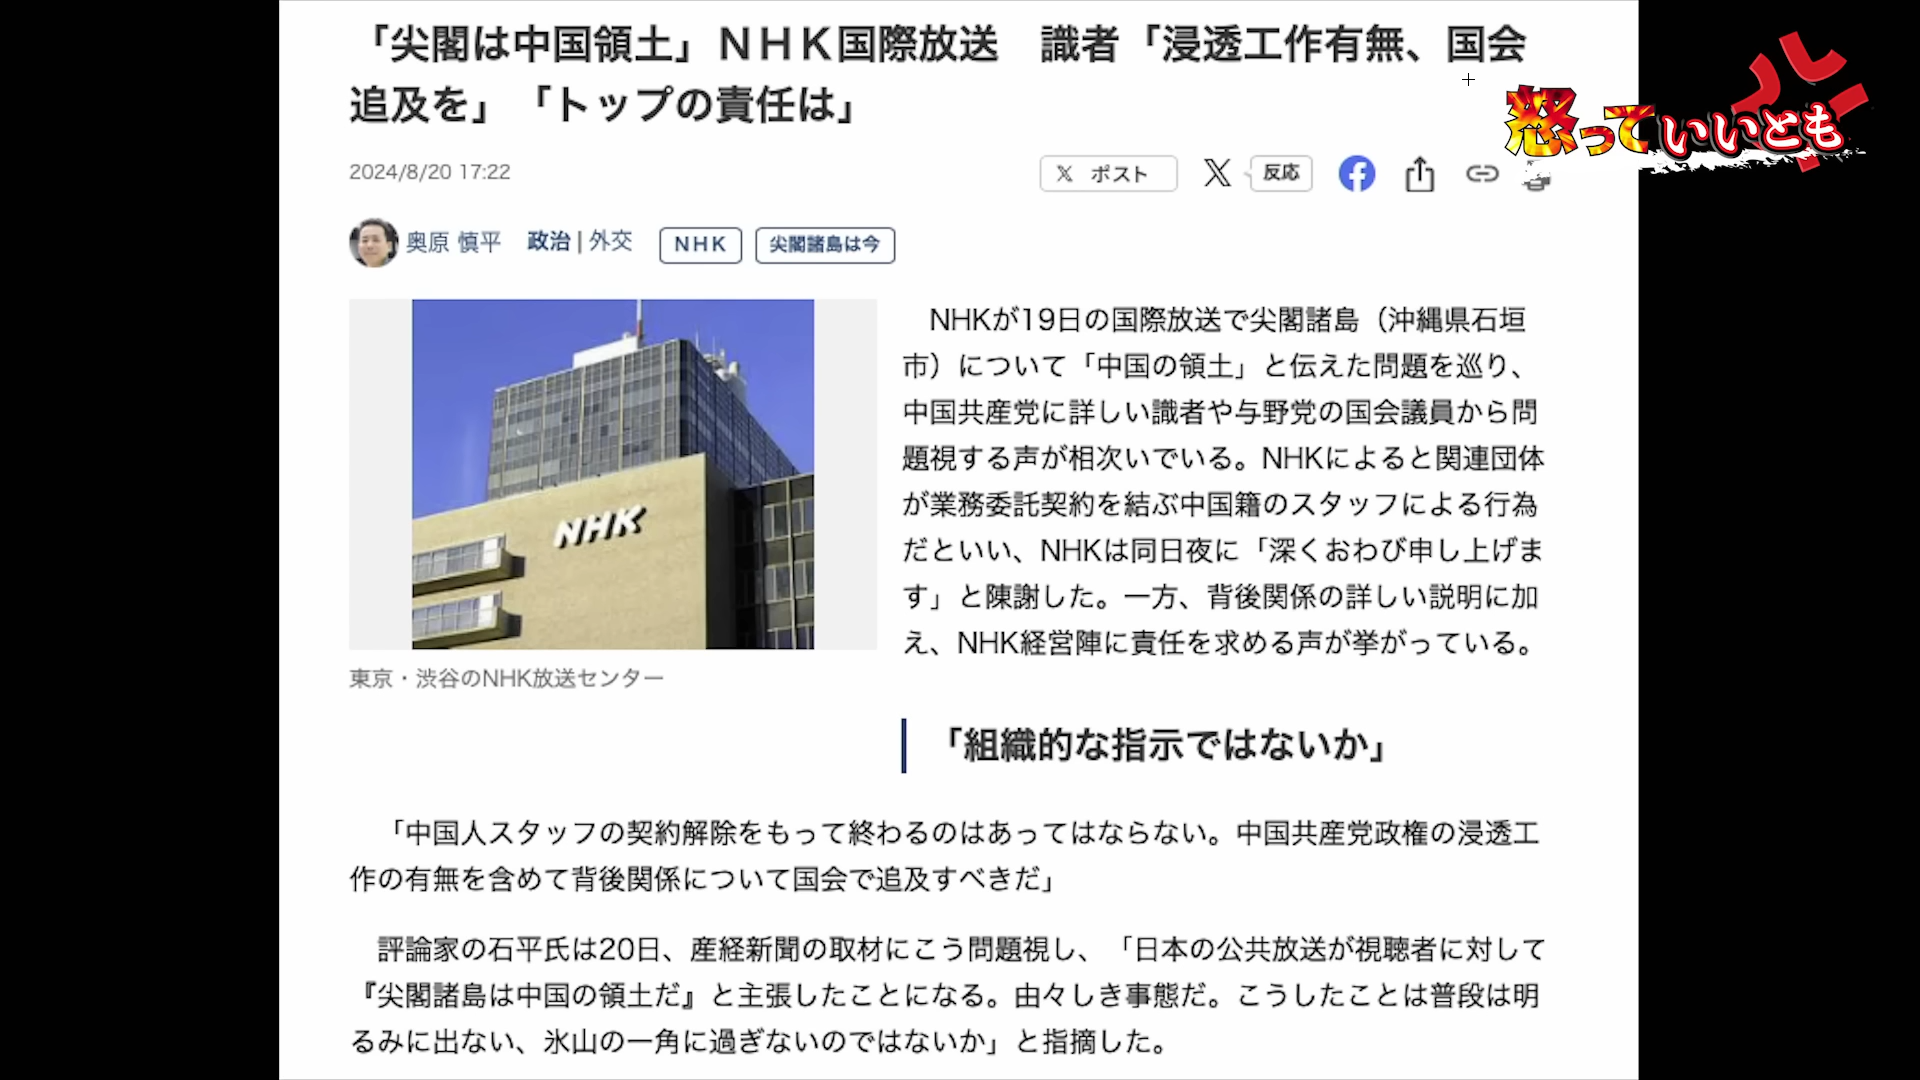 「尖閣は中国領土」ＮＨＫ国際放送　識者「浸透工作有無、国会
追及を」「トップの責任は」
怒っていいとも
2024/8/20 17:22
ポスト
反応
奥原 慎平 政治 | 外交 NHK 尖閣諸島は今
NHKが19日の国際放送で尖閣諸島（沖縄県石垣
市）について「中国の領土」と伝えた問題を巡り、
中国共産党に詳しい識者や与野党の国会議員から問
題視する声が相次いでいる。NHKによると関連団体
が業務委託契約を結ぶ中国籍のスタッフによる行為
だといい、NHKは同日夜に「深くおわび申し上げま
す」と陳謝した。一方、背後関係の詳しい説明に加
え、NHK経営陣に責任を求める声が挙がっている。
NHK
東京・渋谷のNHK放送センター
「組織的な指示ではないか」
「中国人スタッフの契約解除をもって終わるのはあってはならない。中国共産党政権の浸透工
作の有無を含めて背後関係について国会で追及すべきだ」
評論家の石平氏は20日、産経新聞の取材にこう問題視し、「日本の公共放送が視聴者に対して
『尖閣諸島は中国の領土だ』と主張したことになる。由々しき事態だ。こうしたことは普段は明
るみに出ない、氷山の一角に過ぎないのではないか」と指摘した。